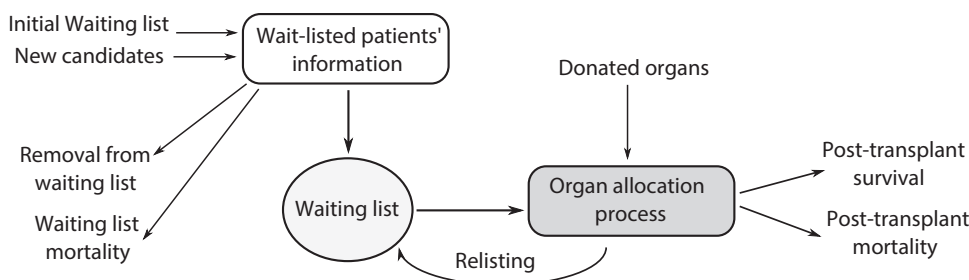 Initial Waiting list
New candidates
Wait-listed patients'
information
Donated organs
Removal from
waiting list
Waiting list
mortality
Waiting list
Organ allocation
process
Post-transplant
survival
Post-transplant
mortality
Relisting